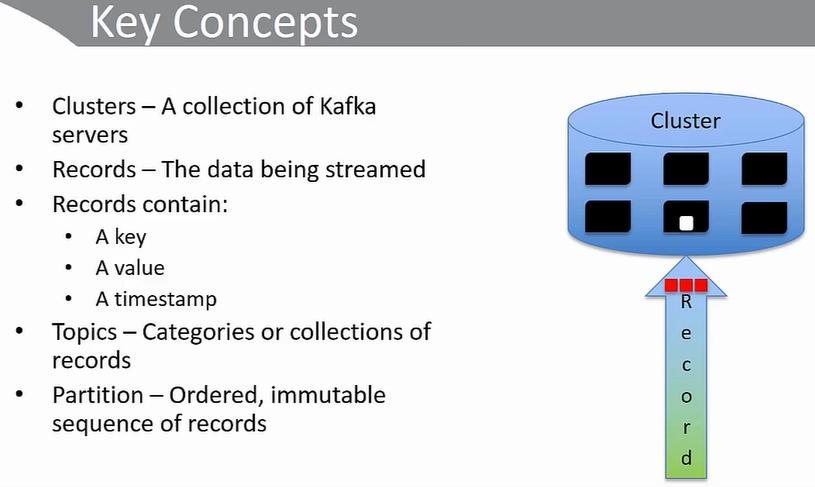 Key Concepts
• Clusters – A collection of Kafka
servers
• Records – The data being streamed
• Records contain:
• A key
• A value
• A timestamp
• Topics – Categories or collections of
records
• Partition – Ordered, immutable
sequence of records
Cluster
R
e
c
o
r
d